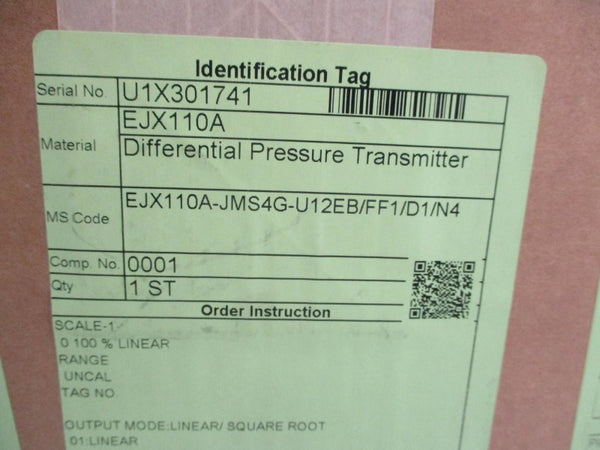 Identification Tag
Serial No. U1X301741
EJX110A
Material
Differential Pressure Transmitter
MS Code EJX110A-JMS4G-U12EB/FF1/D1/N4
Comp. No. 0001
Qty 1 ST
Order Instruction
SCALE-1
0 100 % LINEAR
RANGE
UNCAL
TAG NO
OUTPUT MODE:LINEAR/ SQUARE ROOT
01:LINEAR